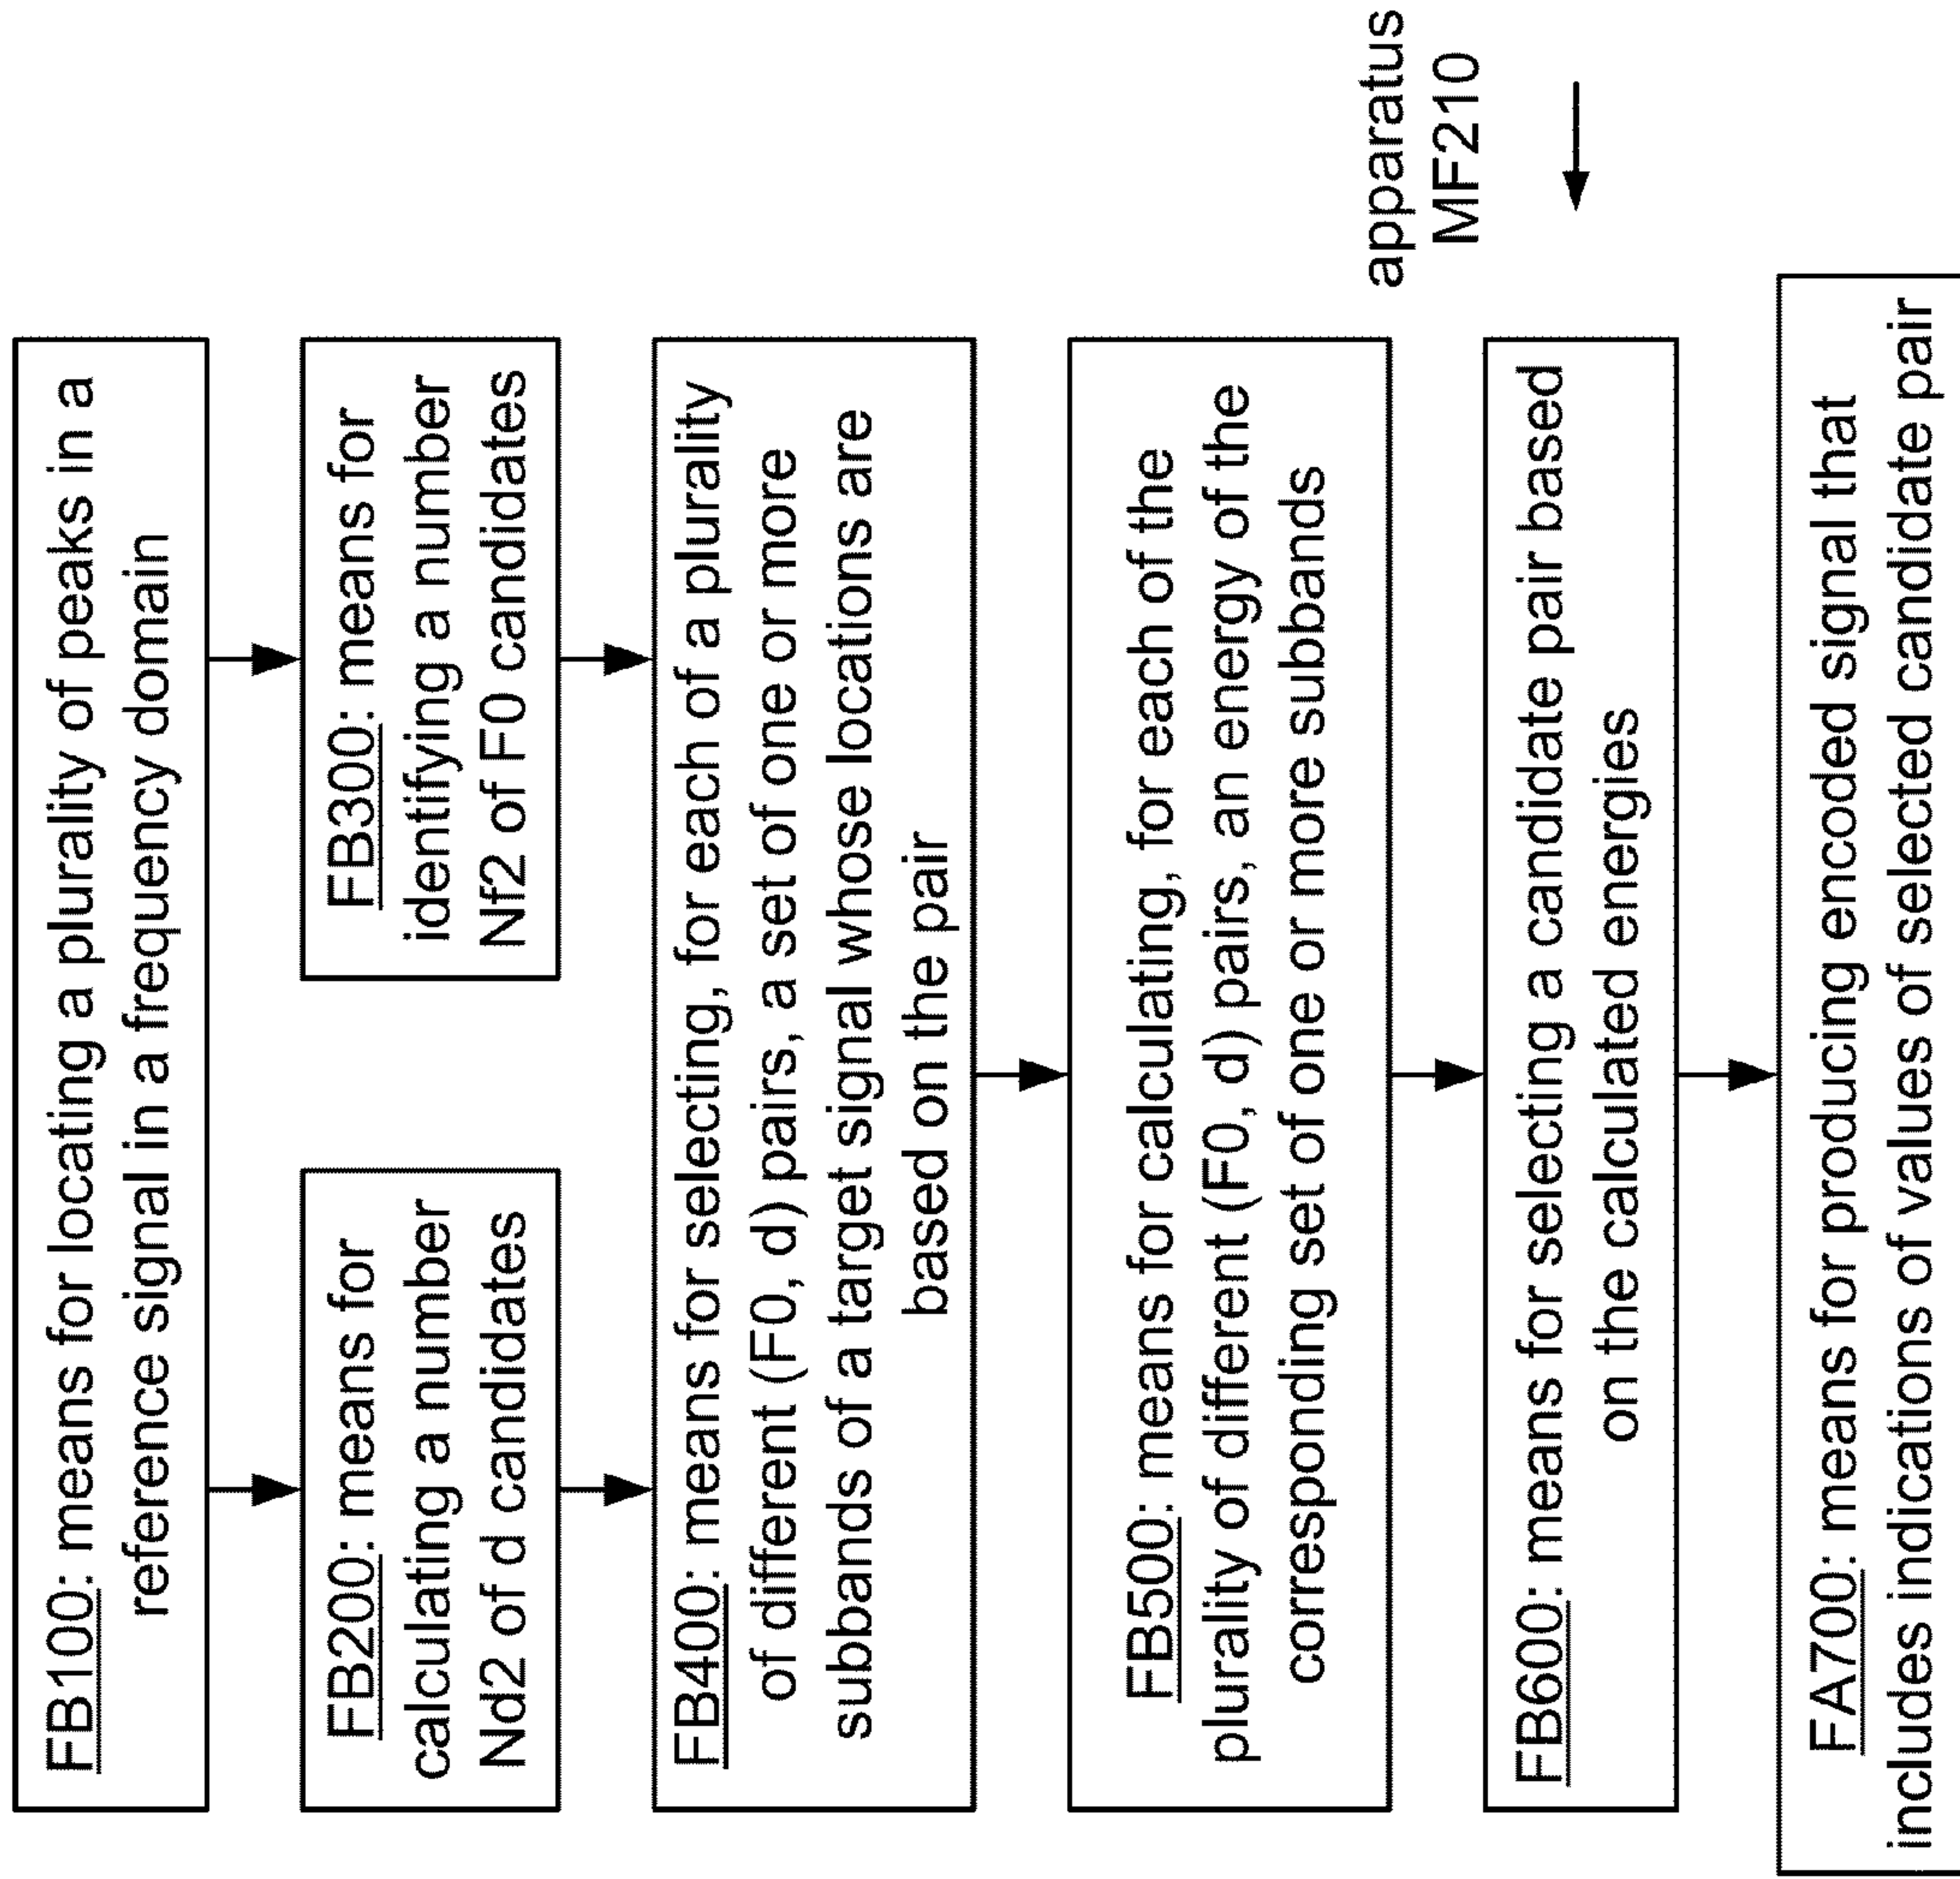 FB100: means for locating a plurality of peaks in a
reference signal in a frequency domain
FB200: means for
calculating a number
Nd2 of d candidates
FB300: means for
identifying a number
Nf2 of F0 candidates
FB400: means for selecting, for each of a plurality
of different (F0, d) pairs, a set of one or more
subbands of a target signal whose locations are
based on the pair
FB500: means for calculating, for each of the
plurality of different (F0, d) pairs, an energy of the
corresponding set of one or more subbands
apparatus
MF210
FB600: means for selecting a candidate pair based
on the calculated energies
FA700: means for producing encoded signal that
includes indications of values of selected candidate pair